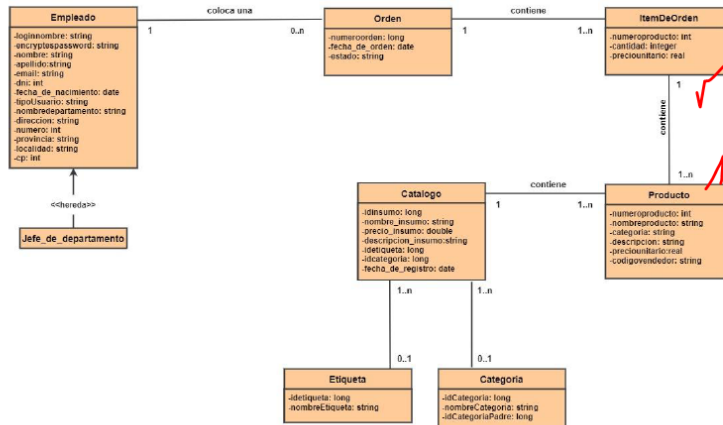 Empleado
-loginnombre: string
-encryptospassword: string
-nombre: string
-apellido:string
-email: string
-dni: int
-fecha_de_nacimiento: date
-tipoUsuario: string
-nombredepartamento: string
-direccion: string
-numero: int
-provincia: string
-localidad: string
-cp: int
coloca una
1
0..n
Orden
-numeroorden: long
-fecha_de_orden: date
-estado: string
contiene
1
1..n
ItemDeOrden
-numeroproducto: int
-cantidad: integer
-preciounitario: real
1
contiene
1..n
<<hereda>>
Jefe_de_departamento
Catalogo
-idinsumo: long
-nombre_insumo: string
-precio_insumo: double
-descripcion_insumo:string
-idetiqueta: long
-idcategoria: long
-fecha_de_registro: date
contiene
1
1..n
Producto
-numeroproducto: int
-nombreproducto: string
-categoria: string
-descripcion: string
-preciounitario:real
-codigovendedor: string
1..n
1..n
0..1
0..1
Etiqueta
-idetiqueta: long
-nombreEtiqueta: string
Categoria
-idCategoria: long
-nombreCategoria: string
-idCategoriaPadre: long